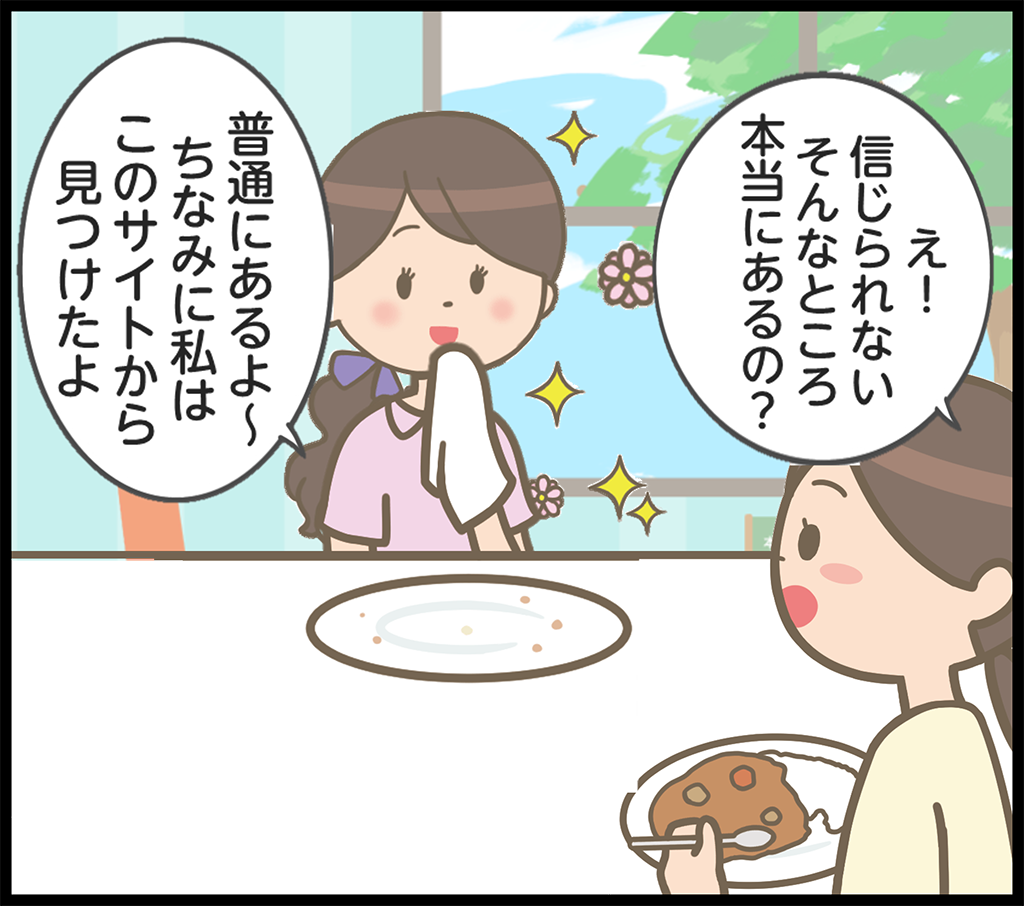 え！
信じられない
そんなところ
本当にあるの？
普通にあるよ～
ちなみに私は
このサイトから
見つけたよ